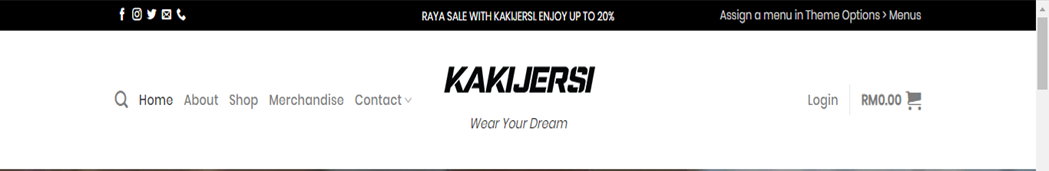 RAYA SALE WITH KAKIJERSI. ENJOY UP TO 20%
Assign a menu in Theme Options > Menus
KAKIJERSI
Home About Shop Merchandise Contact
Login RM0.00
Wear Your Dream